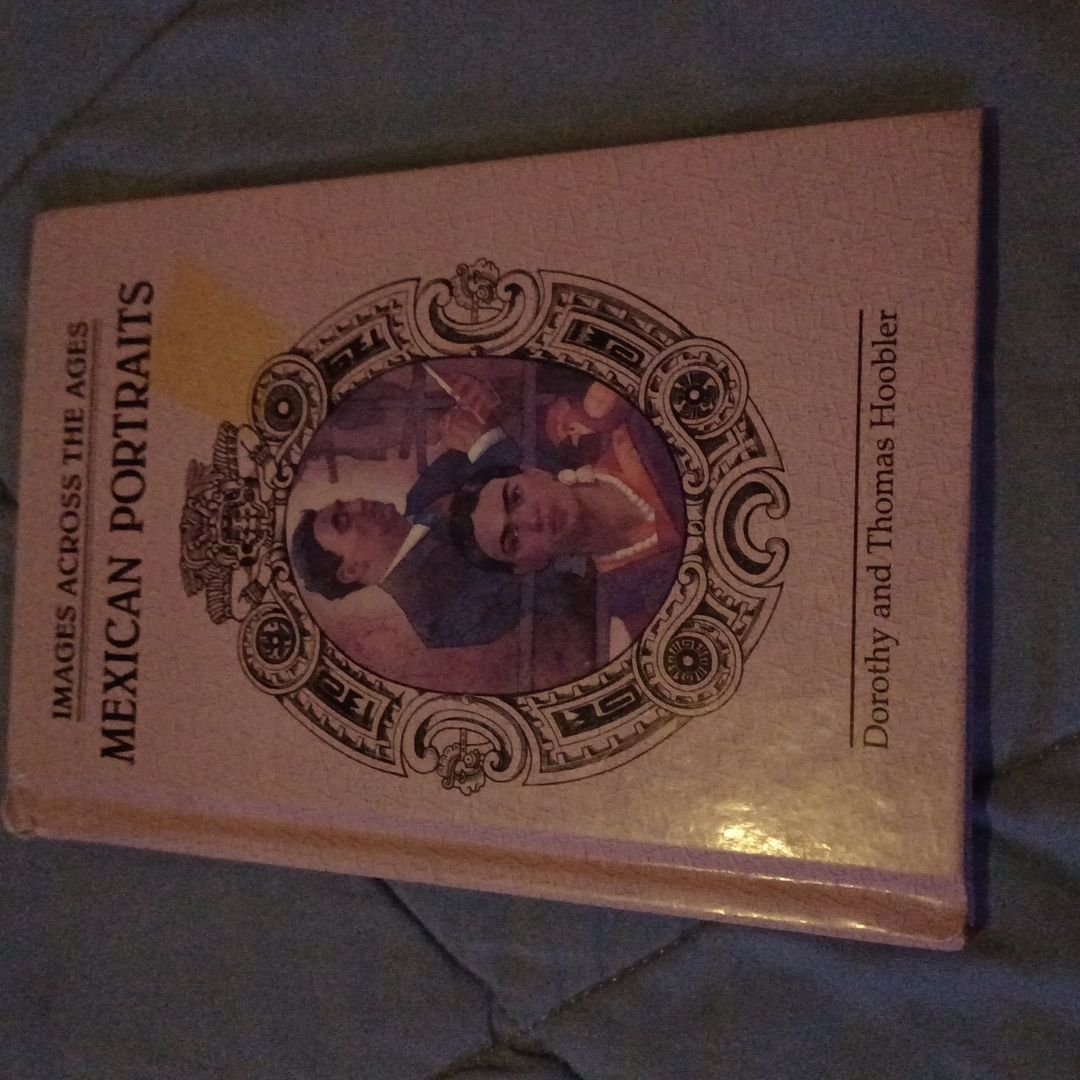 IMAGES ACROSS THE AGES
MEXICAN PORTRAITS
Dorothy and Thomas Hoobler